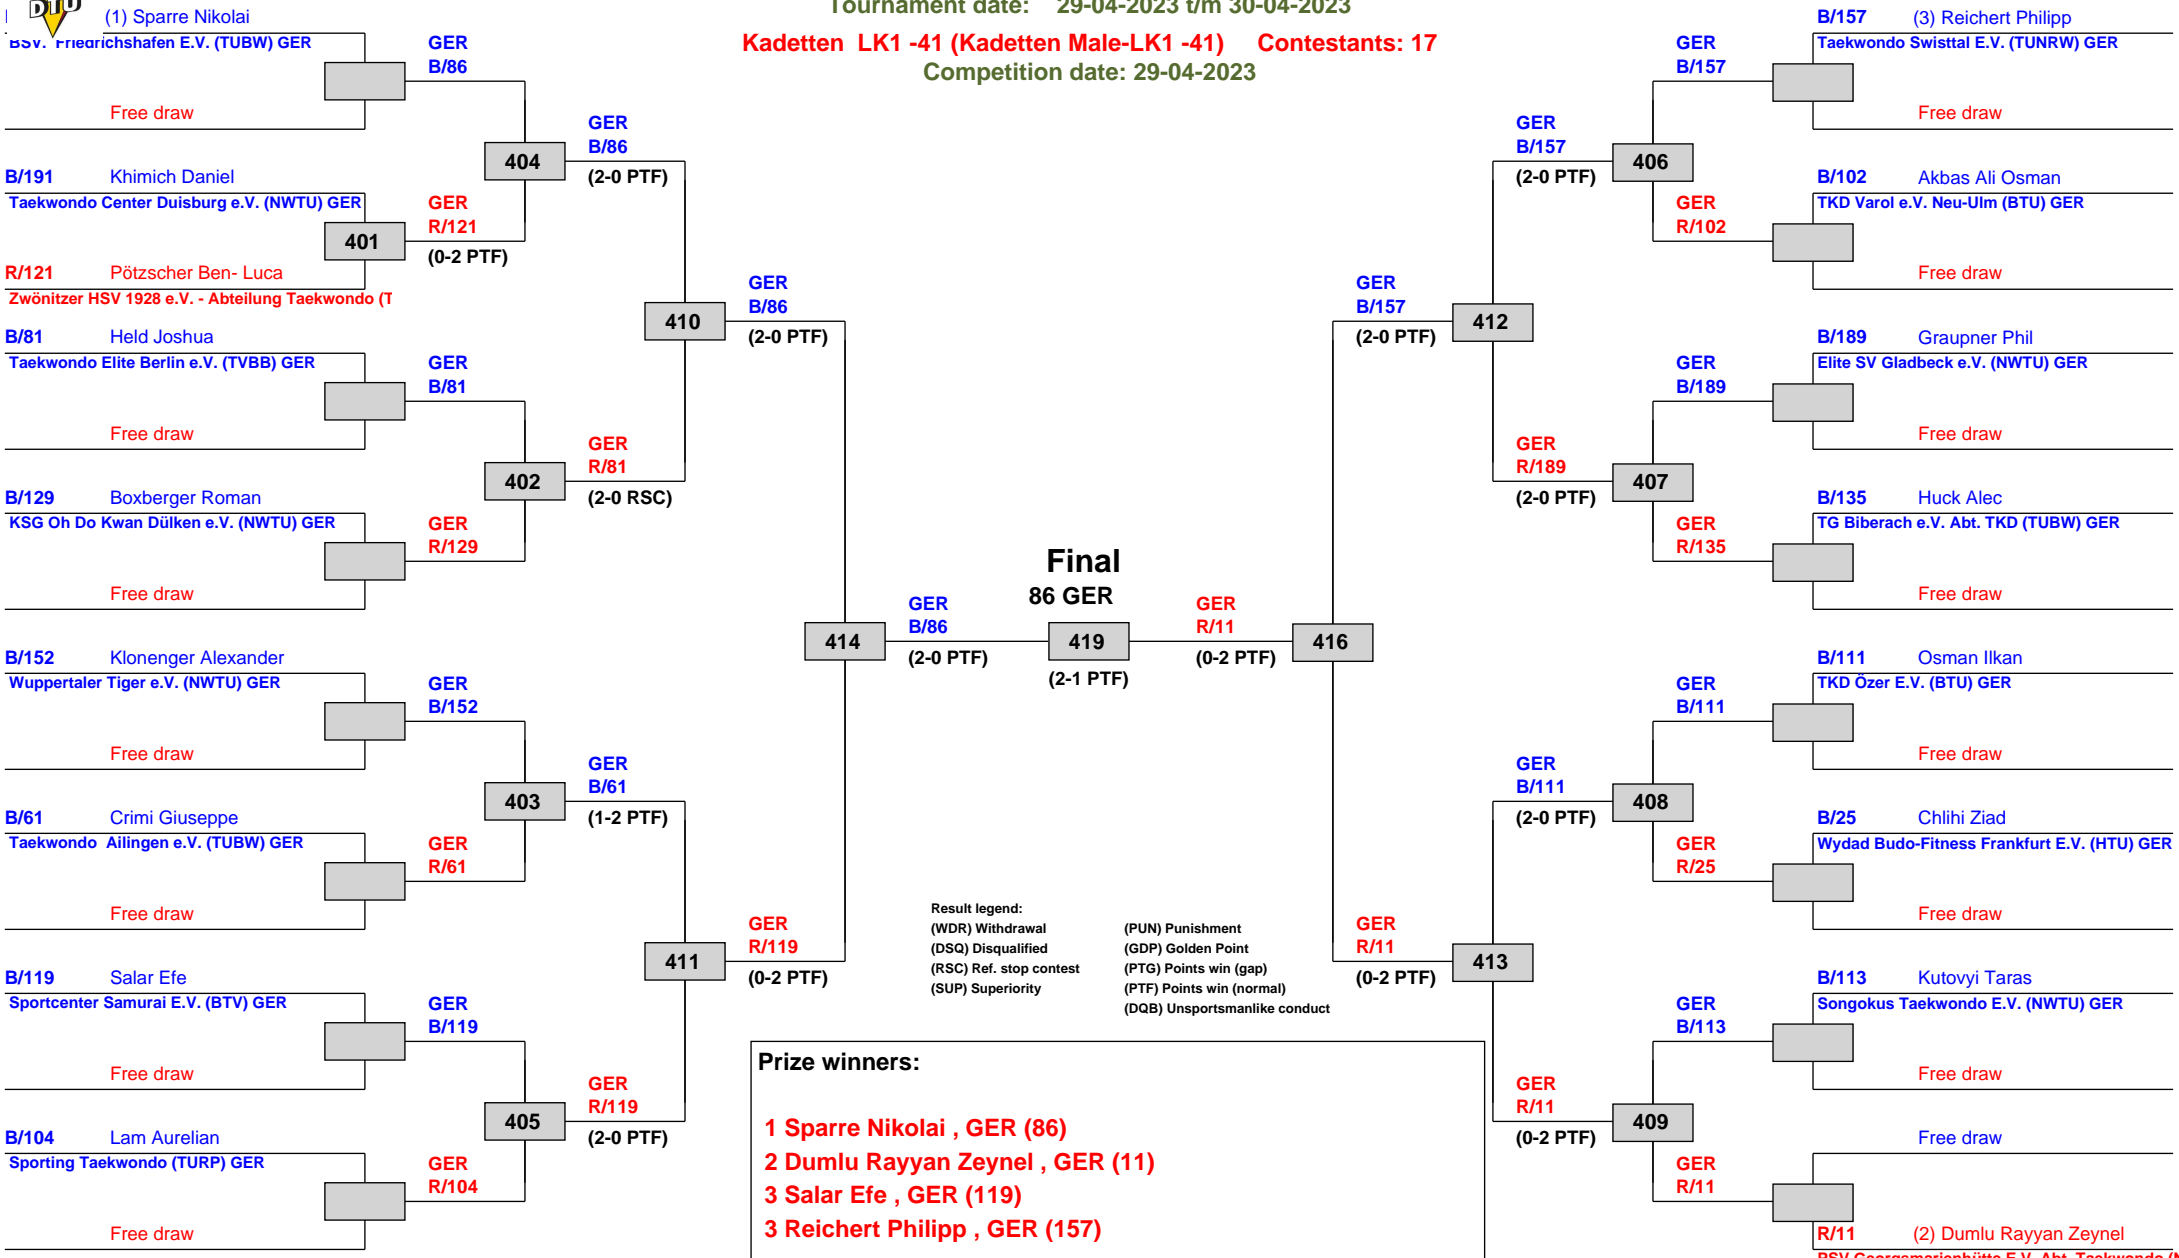 DTU
(1) Sparre Nikolai
BSV. Friedrichshafen E.V. (TUBW) GER
Free draw
B/191 Khimich Daniel
Taekwondo Center Duisburg e.V. (NWTU) GER
401
R/121 Pötzscher Ben- Luca
Zwönitzer HSV 1928 e.V. - Abteilung Taekwondo (T
B/81 Held Joshua
Taekwondo Elite Berlin e.V. (TVBB) GER
Free draw
B/129 Boxberger Roman
KSG Oh Do Kwan Dülken e.V. (NWTU) GER
Free draw
B/152 Klonenger Alexander
Wuppertaler Tiger e.V. (NWTU) GER
Free draw
B/61 Crimi Giuseppe
Taekwondo Ailingen e.V. (TUBW) GER
Free draw
B/119 Salar Efe
Sportcenter Samurai E.V. (BTV) GER
Free draw
B/104 Lam Aurelian
Sporting Taekwondo (TURP) GER
Free draw
GER
B/86
404
GER
R/121
(0-2 PTF)
GER
B/81
402
GER
R/129
GER
B/152
403
GER
R/61
GER
B/119
405
GER
R/104
GER
B/86
(2-0 PTF)
410
GER
R/81
(2-0 RSC)
GER
B/61
(1-2 PTF)
411
GER
R/119
(2-0 PTF)
GER
B/86
(2-0 PTF)
414
GER
R/119
(0-2 PTF)
Tournament date: 29-04-2023 t/m 30-04-2023
Kadetten LK1 -41 (Kadetten Male-LK1 -41) Contestants: 17
Competition date: 29-04-2023
Final
86 GER
GER
B/86
(2-0 PTF)
419
(2-1 PTF)
GER
R/11
(0-2 PTF)
416
Result legend:
(WDR) Withdrawal
(DSQ) Disqualified
(RSC) Ref. stop contest
(SUP) Superiority
(PUN) Punishment
(GDP) Golden Point
(PTG) Points win (gap)
(PTF) Points win (normal)
(DQB) Unsportsmanlike conduct
Prize winners:
1 Sparre Nikolai , GER (86)
2 Dumlu Rayyan Zeynel , GER (11)
3 Salar Efe , GER (119)
3 Reichert Philipp , GER (157)
GER
B/157
(2-0 PTF)
412
GER
R/11
(0-2 PTF)
413
GER
B/157
(2-0 PTF)
406
GER
R/189
(2-0 PTF)
407
GER
B/111
(2-0 PTF)
408
GER
R/11
(0-2 PTF)
409
GER
B/157
GER
R/102
GER
B/189
GER
R/135
GER
B/111
GER
R/25
GER
B/113
GER
R/11
B/157 (3) Reichert Philipp
Taekwondo Swisttal E.V. (TUNRW) GER
Free draw
B/102 Akbas Ali Osman
TKD Varol e.V. Neu-Ulm (BTU) GER
Free draw
B/189 Graupner Phil
Elite SV Gladbeck e.V. (NWTU) GER
Free draw
B/135 Huck Alec
TG Biberach e.V. Abt. TKD (TUBW) GER
Free draw
B/111 Osman Ilkan
TKD Özer E.V. (BTU) GER
Free draw
B/25 Chlihi Ziad
Wydad Budo-Fitness Frankfurt E.V. (HTU) GER
Free draw
B/113 Kutovyi Taras
Songokus Taekwondo E.V. (NWTU) GER
Free draw
Free draw
R/11 (2) Dumlu Rayyan Zeynel
Georgsmarienhütte E.V. Abt. Taekwondo